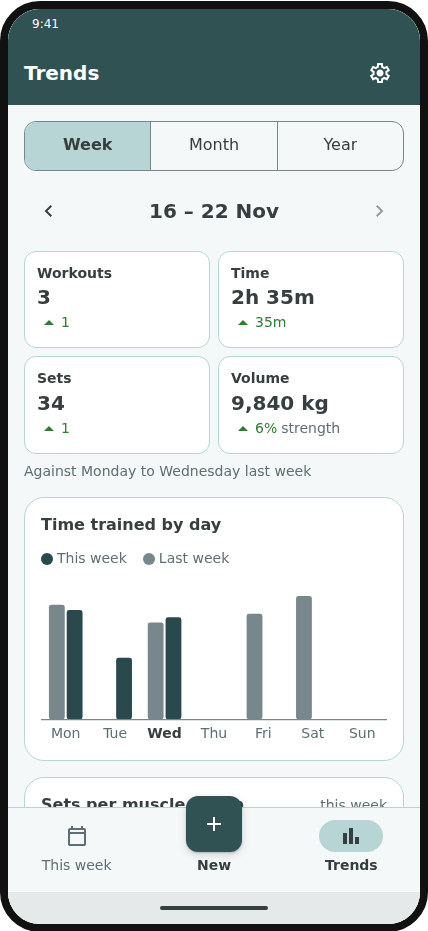 9:41
Trends
Week Month Year
16 – 22 Nov
Workouts Time
3 2h 35m
1 35m
Sets Volume
34 9,840 kg
1 6% strength
Against Monday to Wednesday last week
Time trained by day
This week Last week
Mon Tue Wed Thu Fri Sat Sun
Sets per muscle this week
This week New Trends